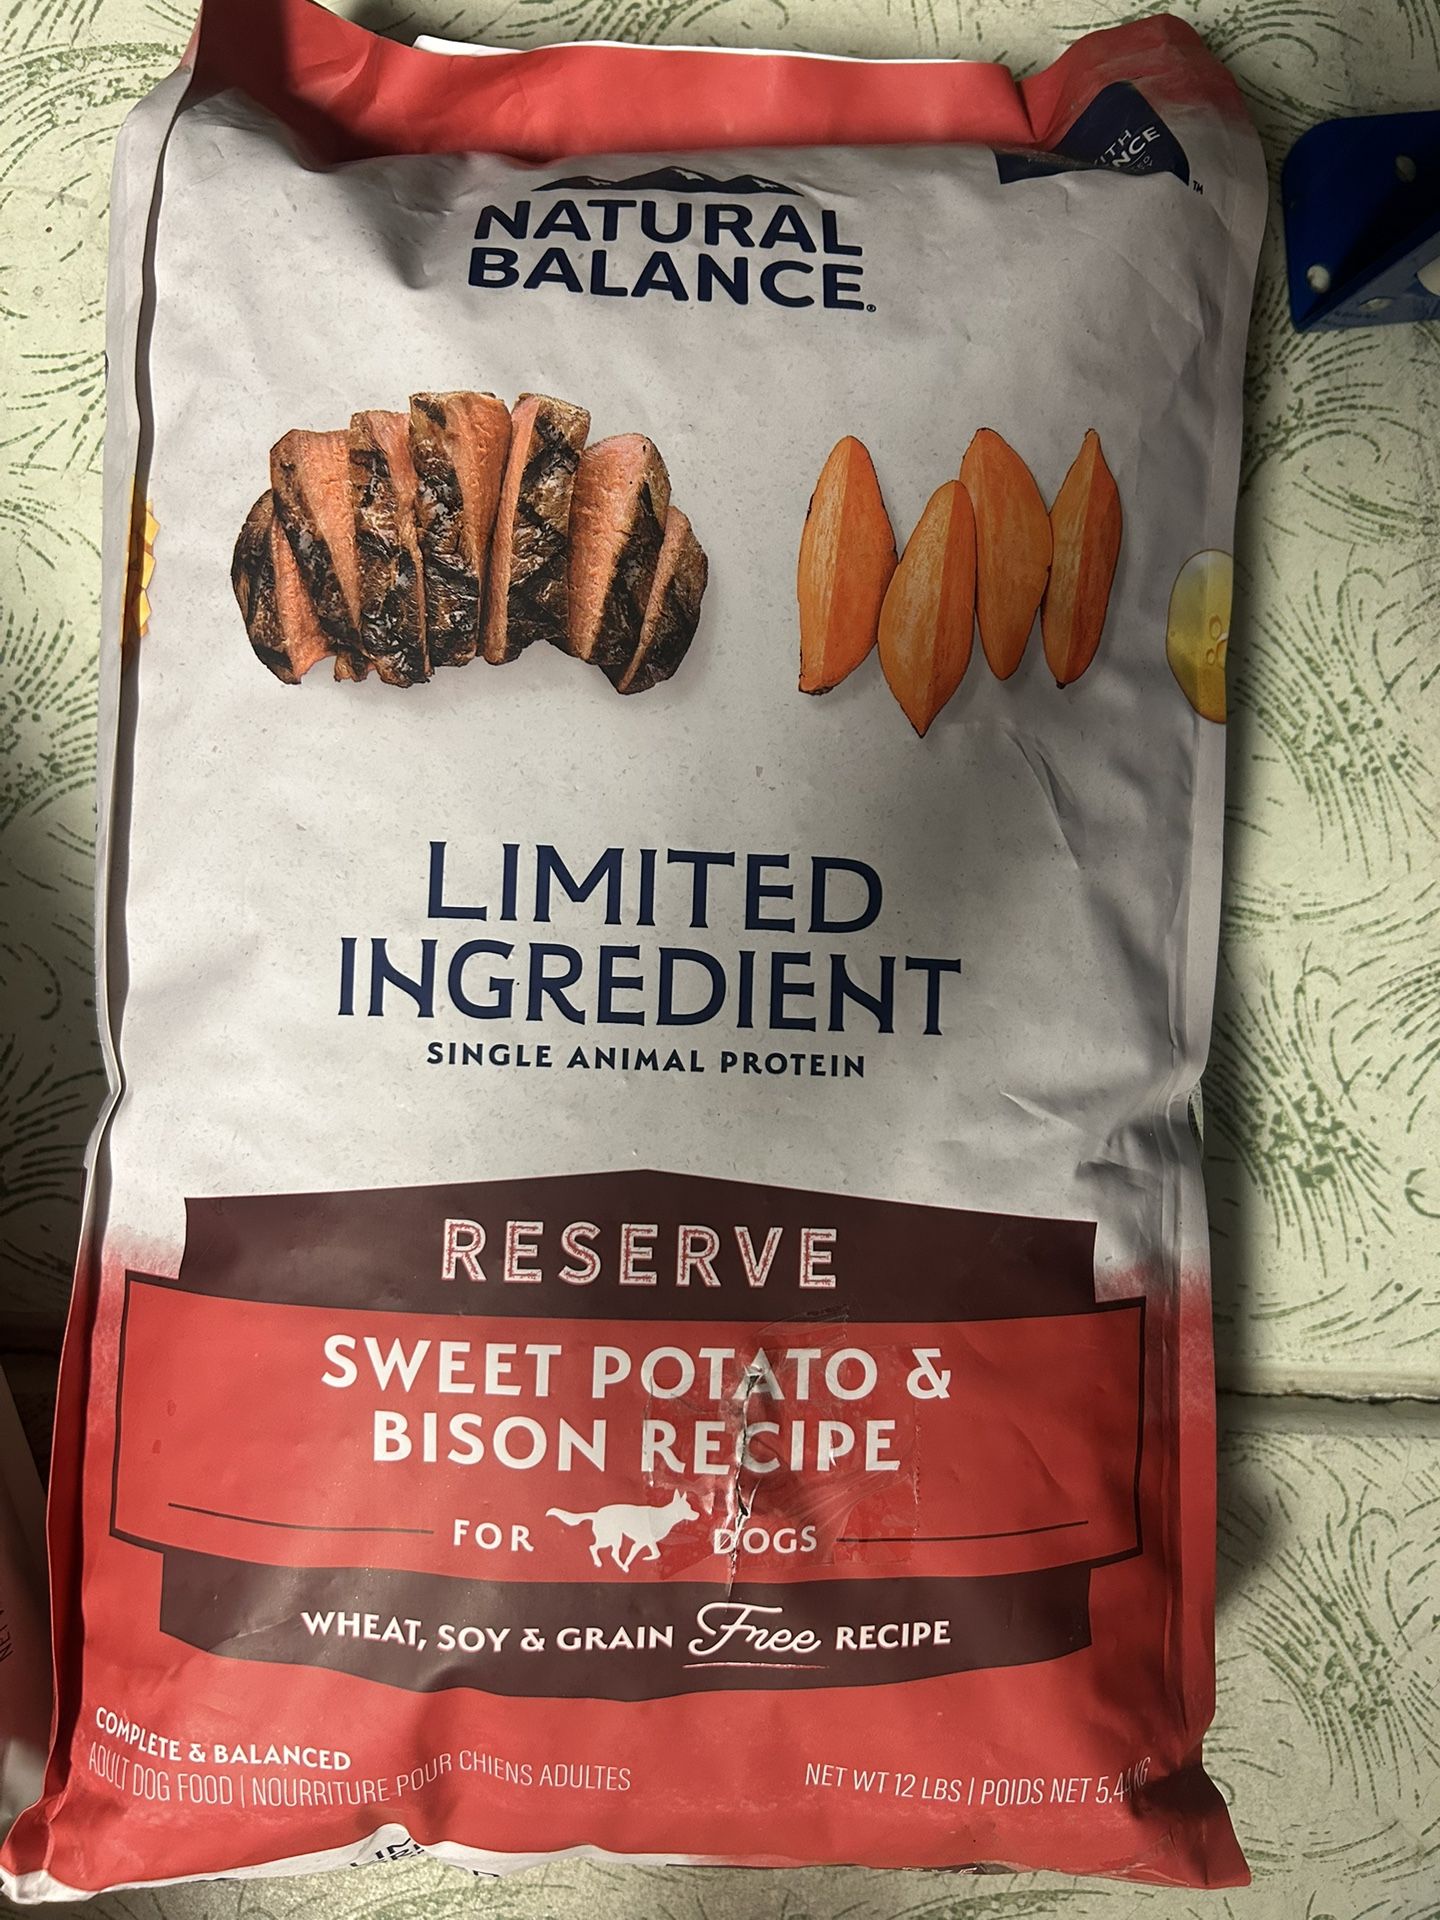 NATURAL
BALANCE®
™
LIMITED
INGREDIENT
SINGLE ANIMAL PROTEIN
RESERVE
SWEET POTATO &
BISON RECIPE
FOR DOGS
WHEAT, SOY & GRAIN Free RECIPE
COMPLETE & BALANCED
ADULT DOG FOOD | NOURRITURE POUR CHIENS ADULTES
NET WT 12 LBS | POIDS NET 5.44 KG